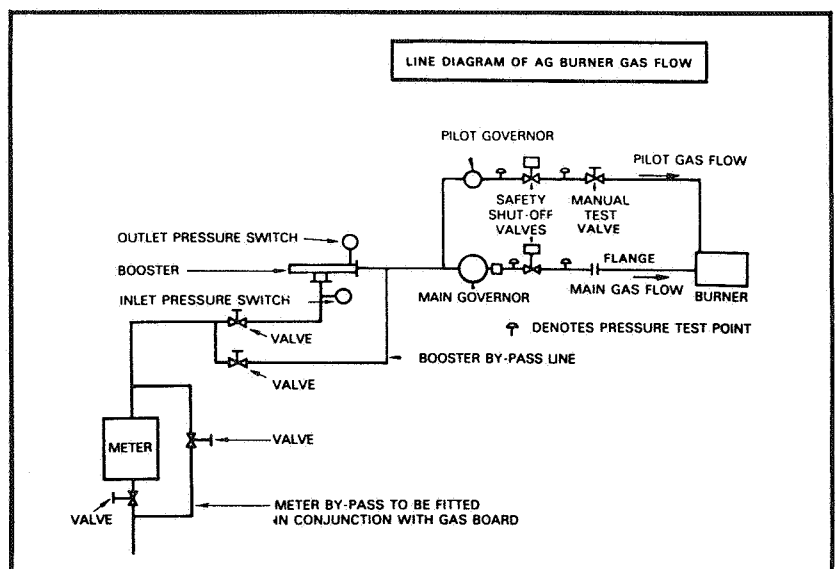 LINE DIAGRAM OF AG BURNER GAS FLOW
PILOT GOVERNOR
PILOT GAS FLOW
SAFETY
SHUT-OFF
VALVES
MANUAL
TEST
VALVE
OUTLET PRESSURE SWITCH
BOOSTER
INLET PRESSURE SWITCH
MAIN GOVERNOR
FLANGE
MAIN GAS FLOW
BURNER
DENOTES PRESSURE TEST POINT
VALVE
BOOSTER BY-PASS LINE
VALVE
METER
VALVE
VALVE
METER BY-PASS TO BE FITTED
IN CONJUNCTION WITH GAS BOARD